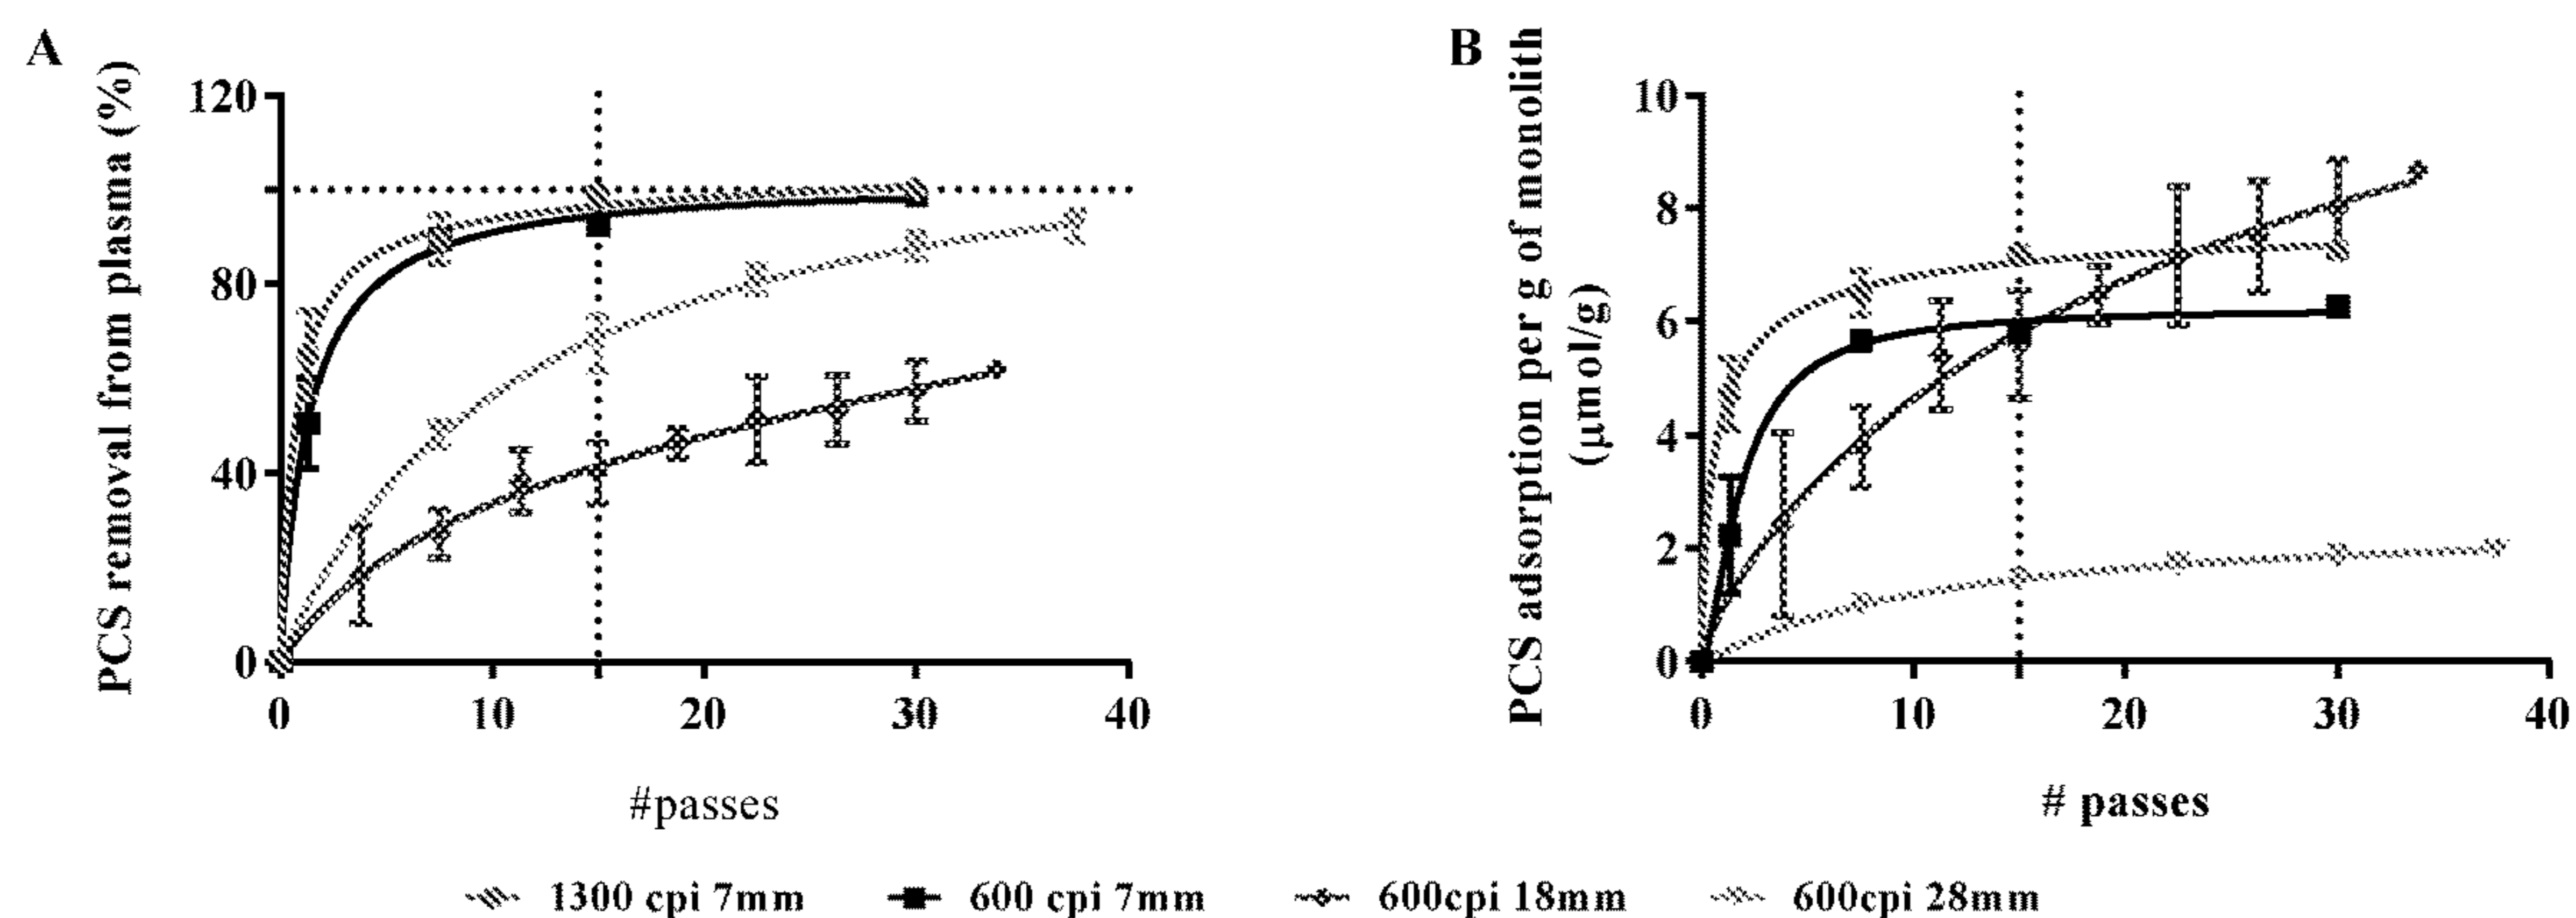 A
PCS removal from plasma (%)
120
80
40
0
0 10 20 30 40
#passes
B
PCS adsorption per g of monolith
(μmol/g)
10
8
6
4
2
0
0 10 20 30 40
# passes
1300 cpi 7mm 600 cpi 7mm 600cpi 18mm 600cpi 28mm